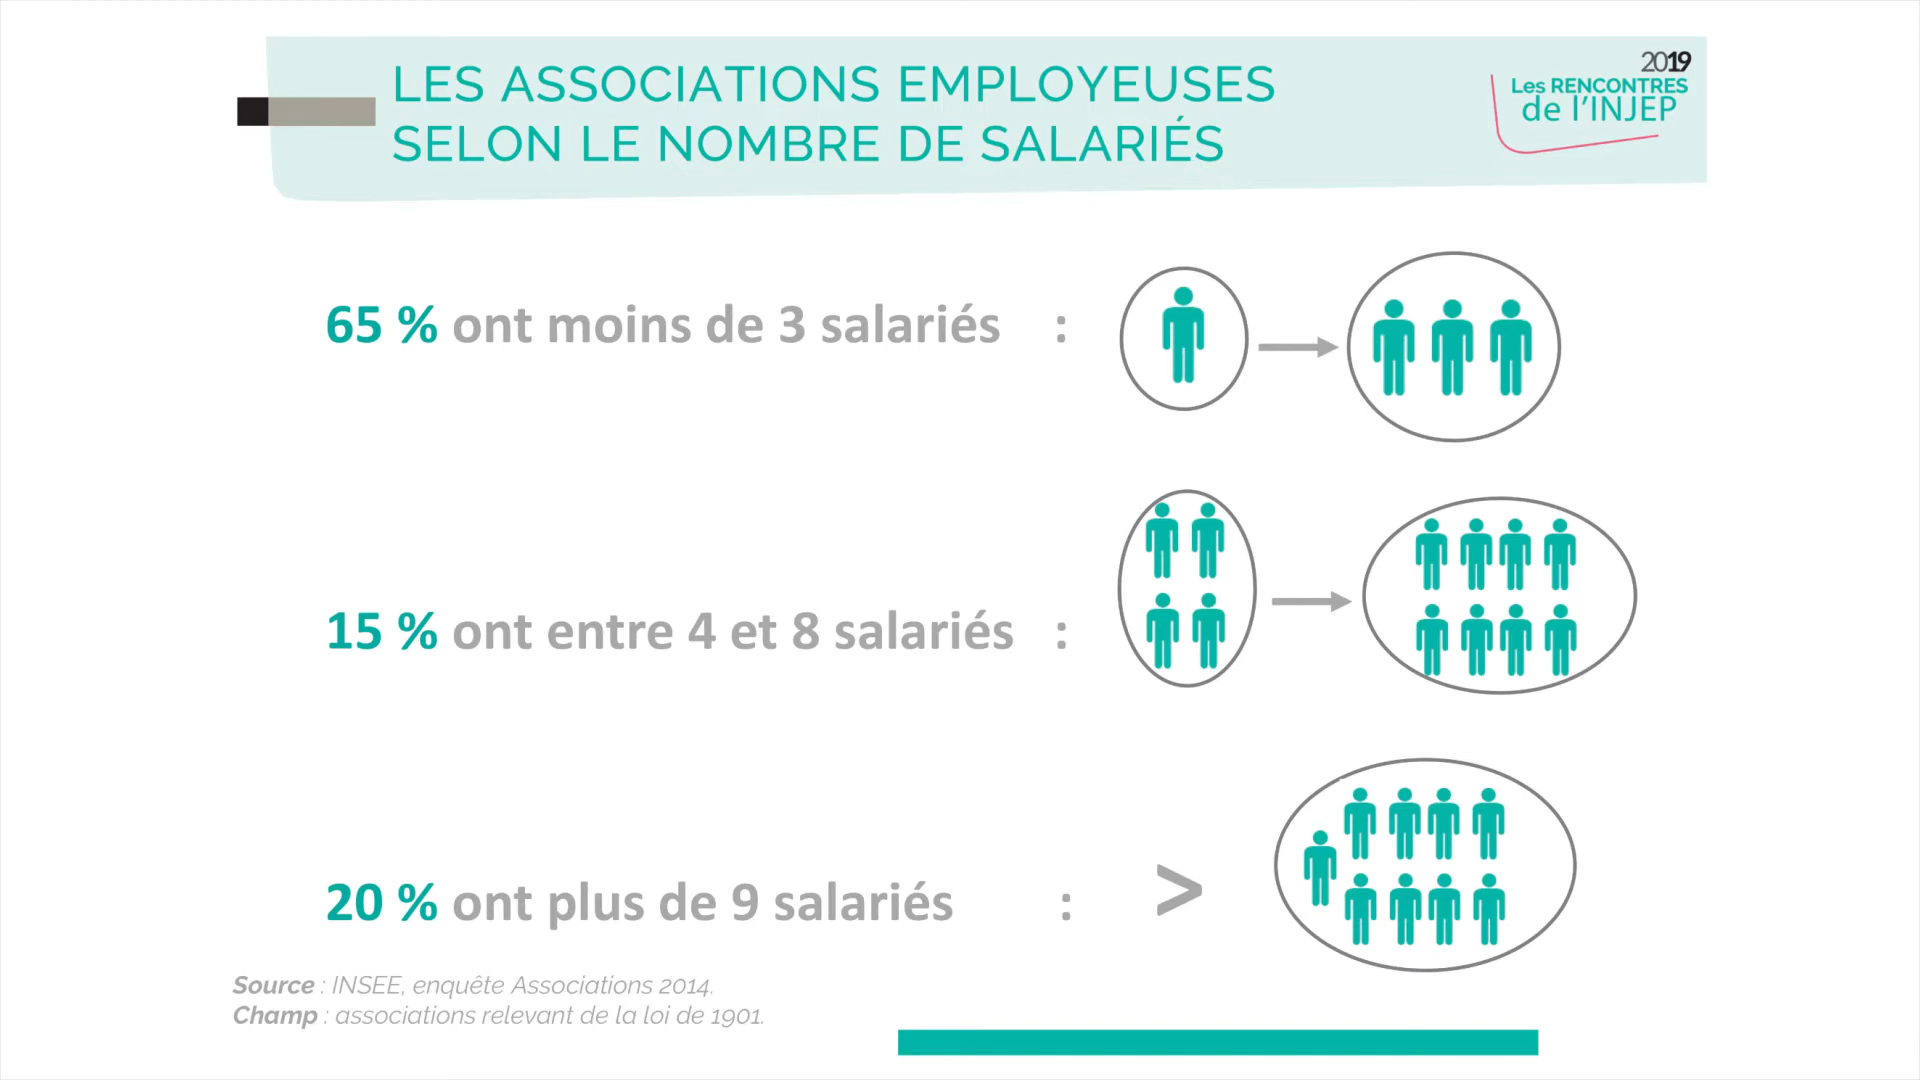 LES ASSOCIATIONS EMPLOYEUSES
SELON LE NOMBRE DE SALARIÉS
2019
Les RENCONTRES
de l'INJEP
65 % ont moins de 3 salariés :
15 % ont entre 4 et 8 salariés :
20 % ont plus de 9 salariés : >
Source : INSEE, enquête Associations 2014.
Champ : associations relevant de la loi de 1901.